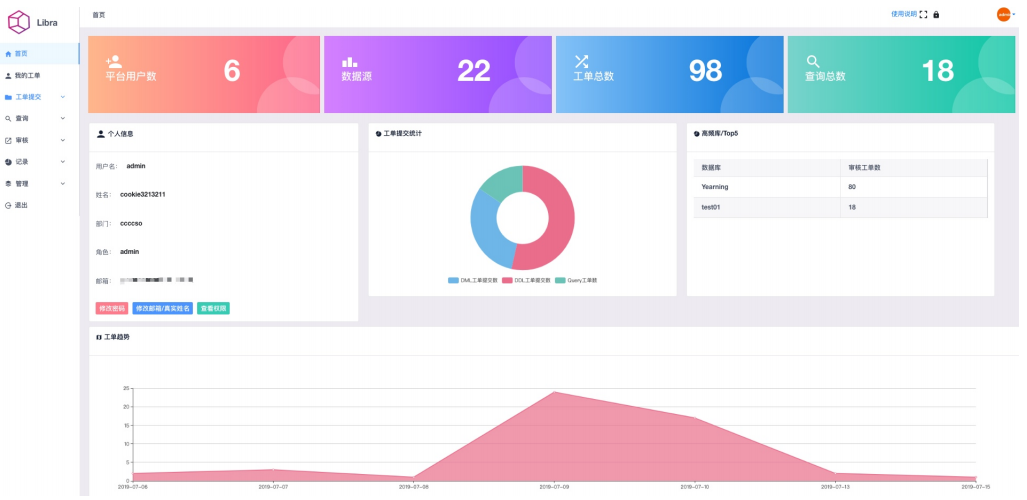 Libra
首页
使用说明
admin
首页
我的工单
工单提交
查询
审核
记录
管理
退出
平台用户数
6
数据源
22
工单总数
98
查询总数
18
个人信息
用户名: admin
姓名: cookie3213211
部门: ccccso
角色: admin
邮箱:
修改密码 修改邮箱/真实姓名 查看权限
工单提交统计
DML工单提交数 DDL工单提交数 Query工单数
高频库/Top5
数据库 审核工单数
Yearning 80
test01 18
工单趋势
25
20
15
10
5
0
2019-07-06 2019-07-07 2019-07-08 2019-07-09 2019-07-10 2019-07-13 2019-07-15